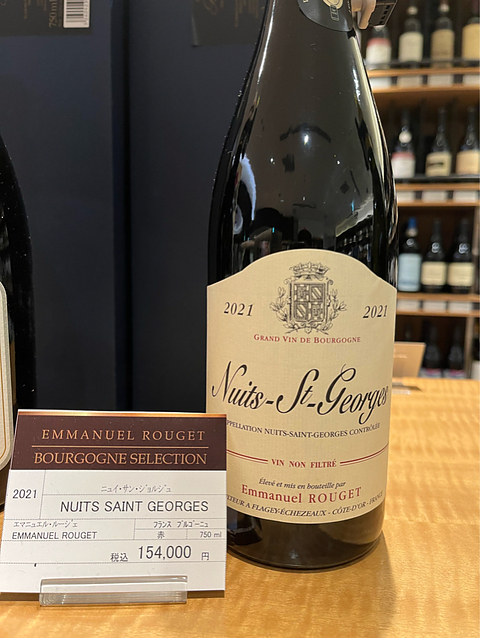 750ml
2021
2021
GRAND VIN DE BOURGOGNE
Nuits-St-Georges
APPELLATION NUITS-SAINT-GEORGES CONTRÔLÉE
VIN NON FILTRÉ
Élevé et mis en bouteille par
Emmanuel ROUGET
À FLAGEY-ÉCHEZEAUX - CÔTE-D'OR - FRANCE
EMMANUEL ROUGET
BOURGOGNE SELECTION
2021
ニュイ・サン・ジョルジュ
NUITS SAINT GEORGES
エマニュエル・ルージェ
フランス ブルゴーニュ
EMMANUEL ROUGET
赤
750 ml
税込 154,000 円